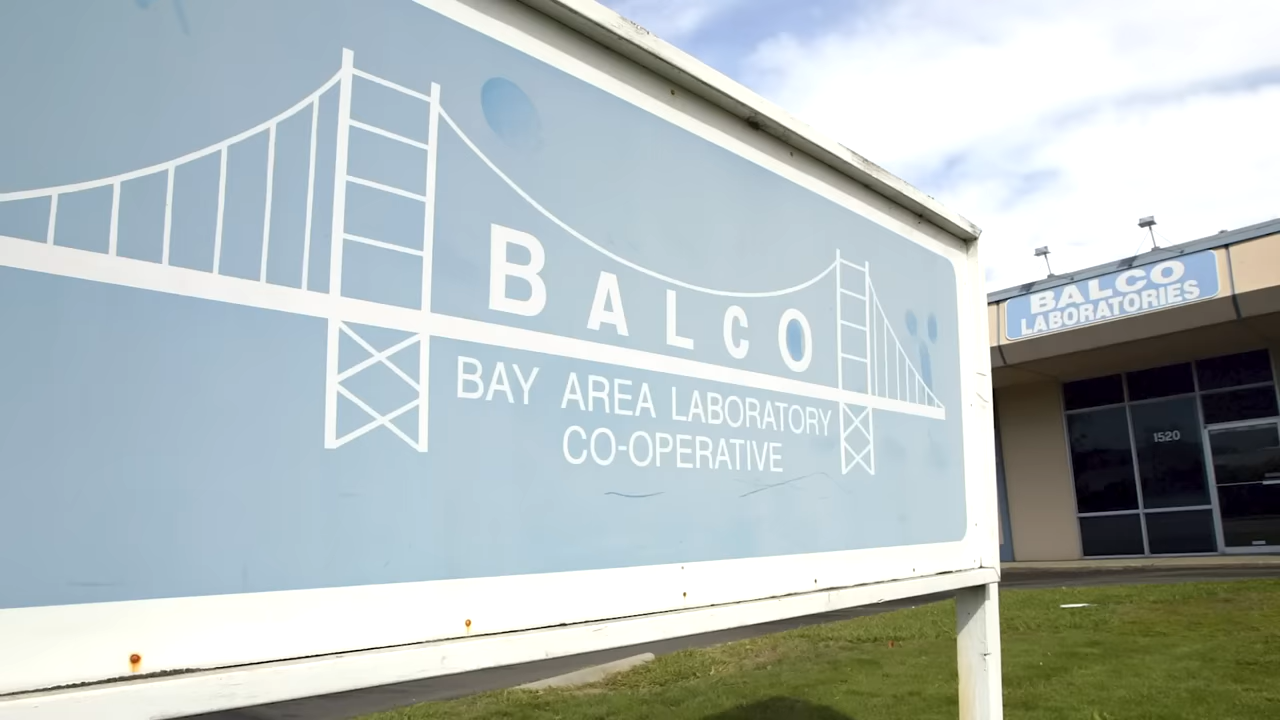 BALCO
BAY AREA LABORATORY
CO-OPERATIVE
BALCO
LABORATORIES
1520